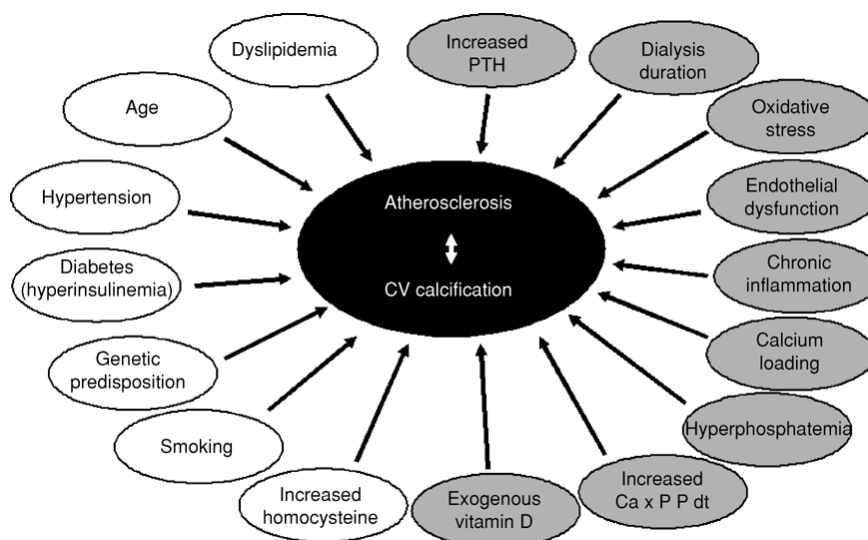 Dyslipidemia
Increased
PTH
Dialysis
duration
Age
Oxidative
stress
Hypertension
Atherosclerosis
Endothelial
dysfunction
Diabetes
(hyperinsulinemia)
CV calcification
Chronic
inflammation
Genetic
predisposition
Calcium
loading
Smoking
Hyperphosphatemia
Increased
homocysteine
Exogenous
vitamin D
Increased
Ca x P P dt